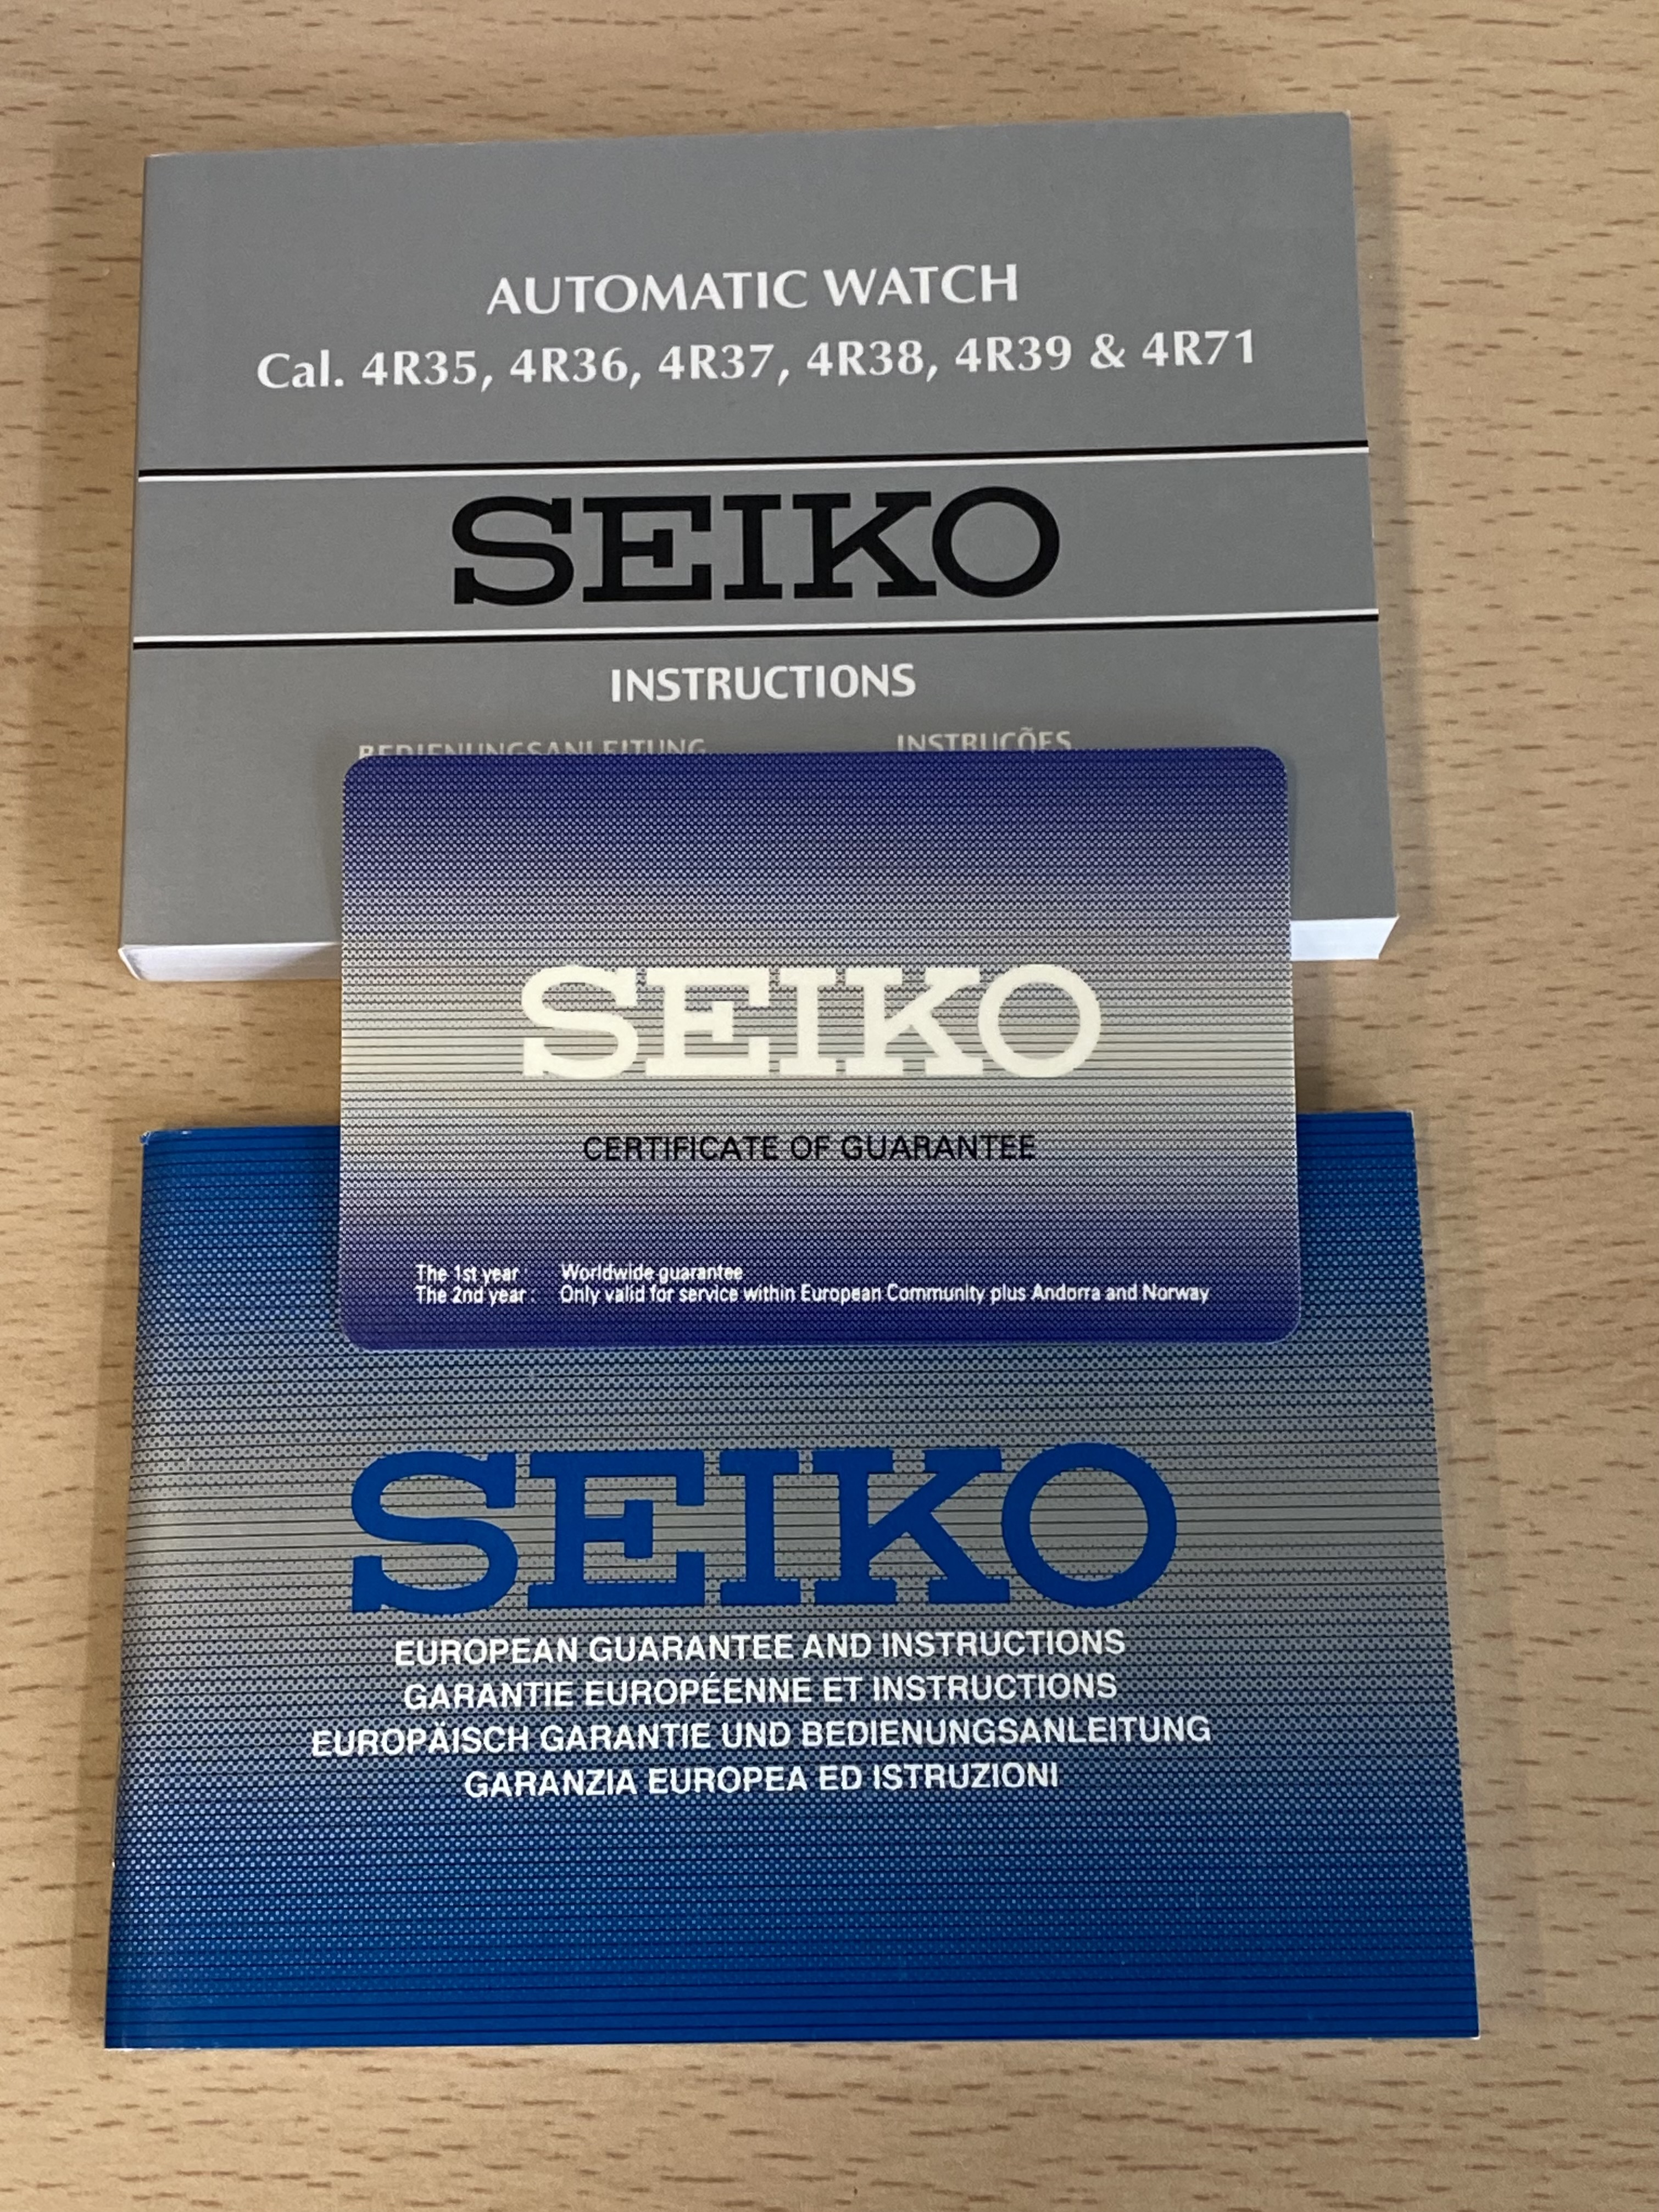 AUTOMATIC WATCH
Cal. 4R35, 4R36, 4R37, 4R38, 4R39 & 4R71
SEIKO
INSTRUCTIONS
BEDIENUNGSANLEITUNG INSTRUÇÕES
SEIKO
CERTIFICATE OF GUARANTEE
The 1st year : Worldwide guarantee
The 2nd year : Only valid for service within European Community plus Andorra and Norway
SEIKO
EUROPEAN GUARANTEE AND INSTRUCTIONS
GARANTIE EUROPÉENNE ET INSTRUCTIONS
EUROPÄISCH GARANTIE UND BEDIENUNGSANLEITUNG
GARANZIA EUROPEA ED ISTRUZIONI